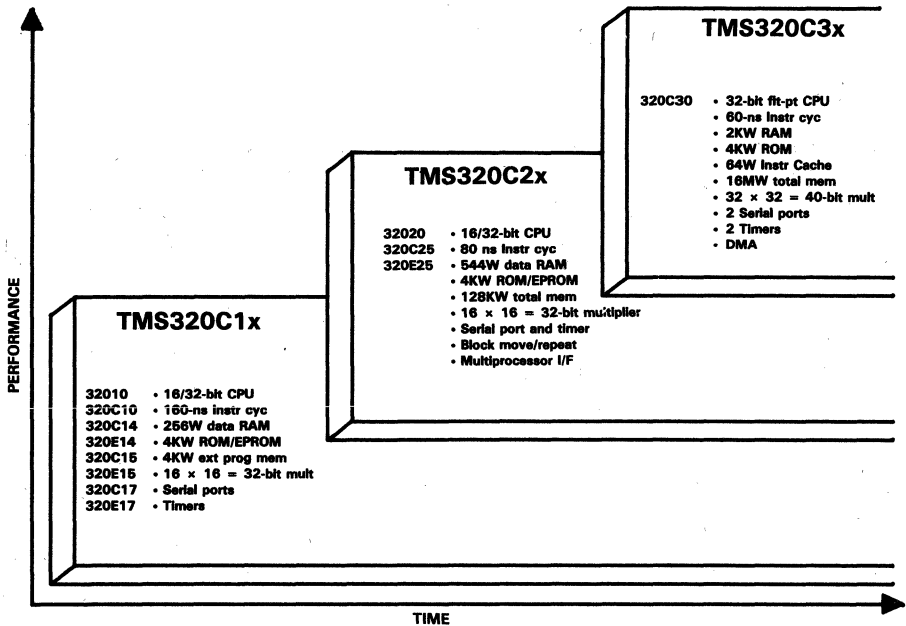 TMS320C3x
320C30 • 32-bit flt-pt CPU
• 60-ns Instr cyc
• 2KW RAM
• 4KW ROM
• 64W Instr Cache
• 16MW total mem
• 32 × 32 = 40-bit mult
• 2 Serial ports
• 2 Timers
• DMA
TMS320C2x
32020 • 16/32-bit CPU
320C25 • 80 ns Instr cyc
320E25 • 544W data RAM
• 4KW ROM/EPROM
• 128KW total mem
• 16 × 16 = 32-bit multiplier
• Serial port and timer
• Block move/repeat
• Multiprocessor I/F
TMS320C1x
32010 • 16/32-bit CPU
320C10 • 160-ns instr cyc
320C14 • 256W data RAM
320E14 • 4KW ROM/EPROM
320C15 • 4KW ext prog mem
320E15 • 16 × 16 = 32-bit mult
320C17 • Serial ports
320E17 • Timers
PERFORMANCE
TIME